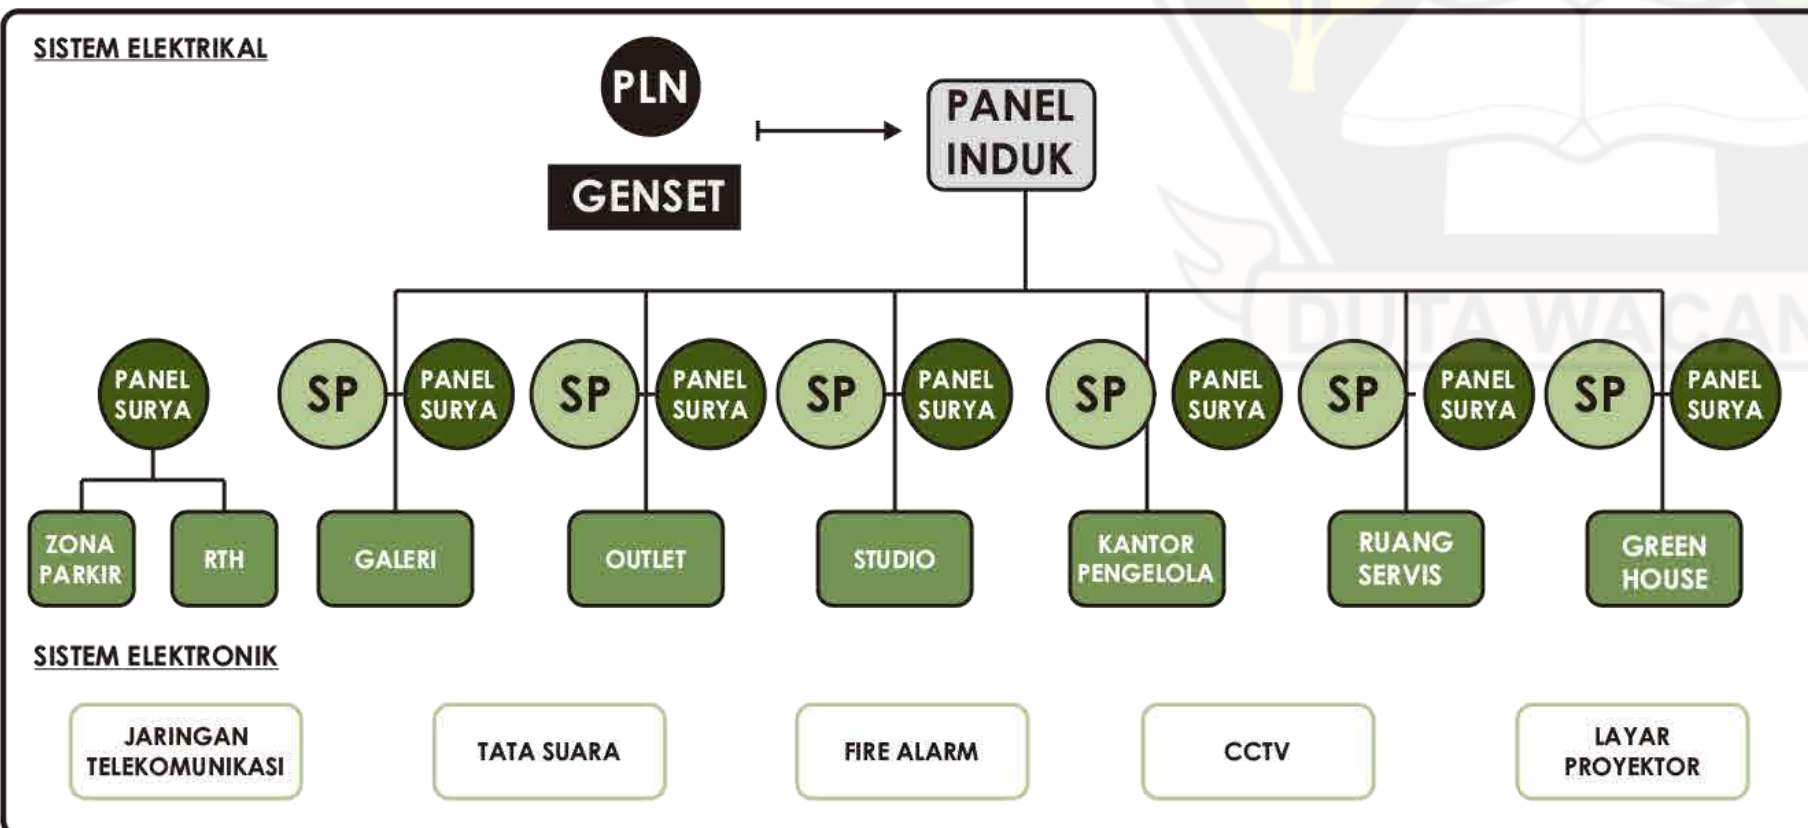 SISTEM ELEKTRIKAL
PLN
GENSET
PANEL
INDUK
PANEL
SURYA
SP
PANEL
SURYA
SP
PANEL
SURYA
SP
PANEL
SURYA
SP
PANEL
SURYA
SP
PANEL
SURYA
SP
PANEL
SURYA
ZONA
PARKIR
RTH
GALERI
OUTLET
STUDIO
KANTOR
PENGELOLA
RUANG
SERVIS
GREEN
HOUSE
SISTEM ELEKTRONIK
JARINGAN
TELEKOMUNIKASI
TATA SUARA
FIRE ALARM
CCTV
LAYAR
PROYEKTOR
DUTA WACAN